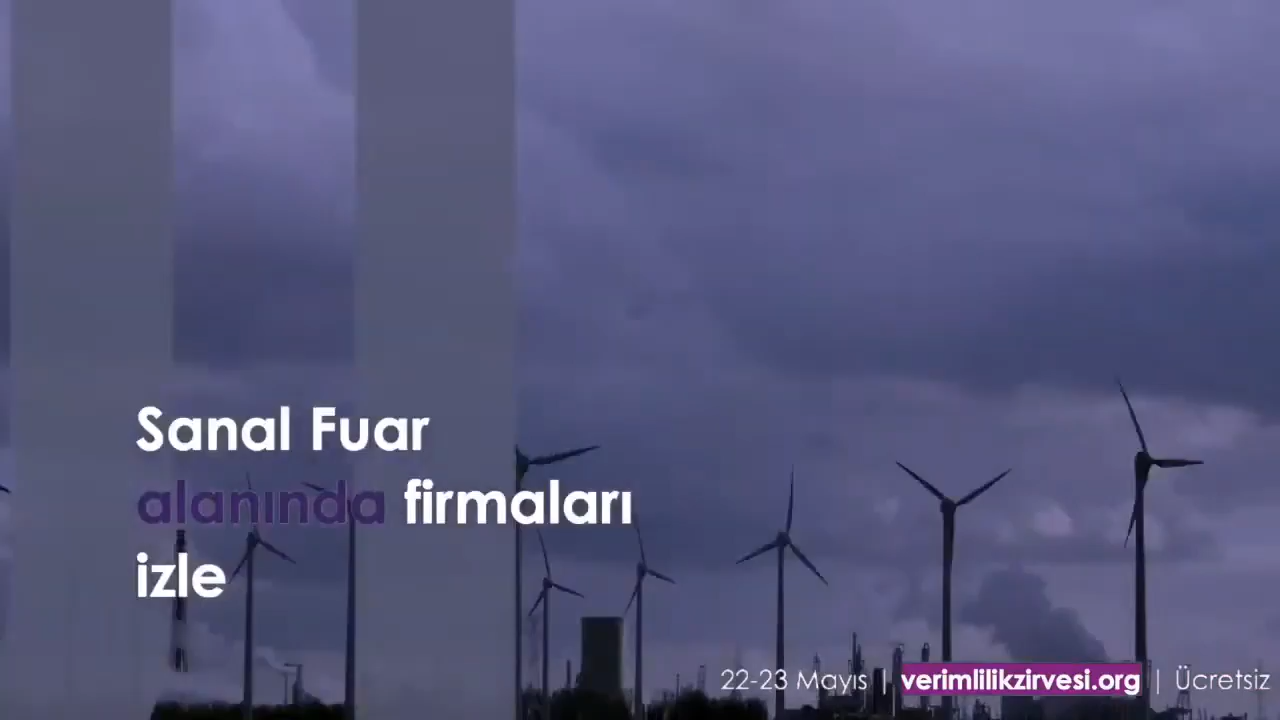 Sanal Fuar
alanında firmaları
izle
22-23 Mayıs | verimlilikzirvesi.org | Ücretsiz